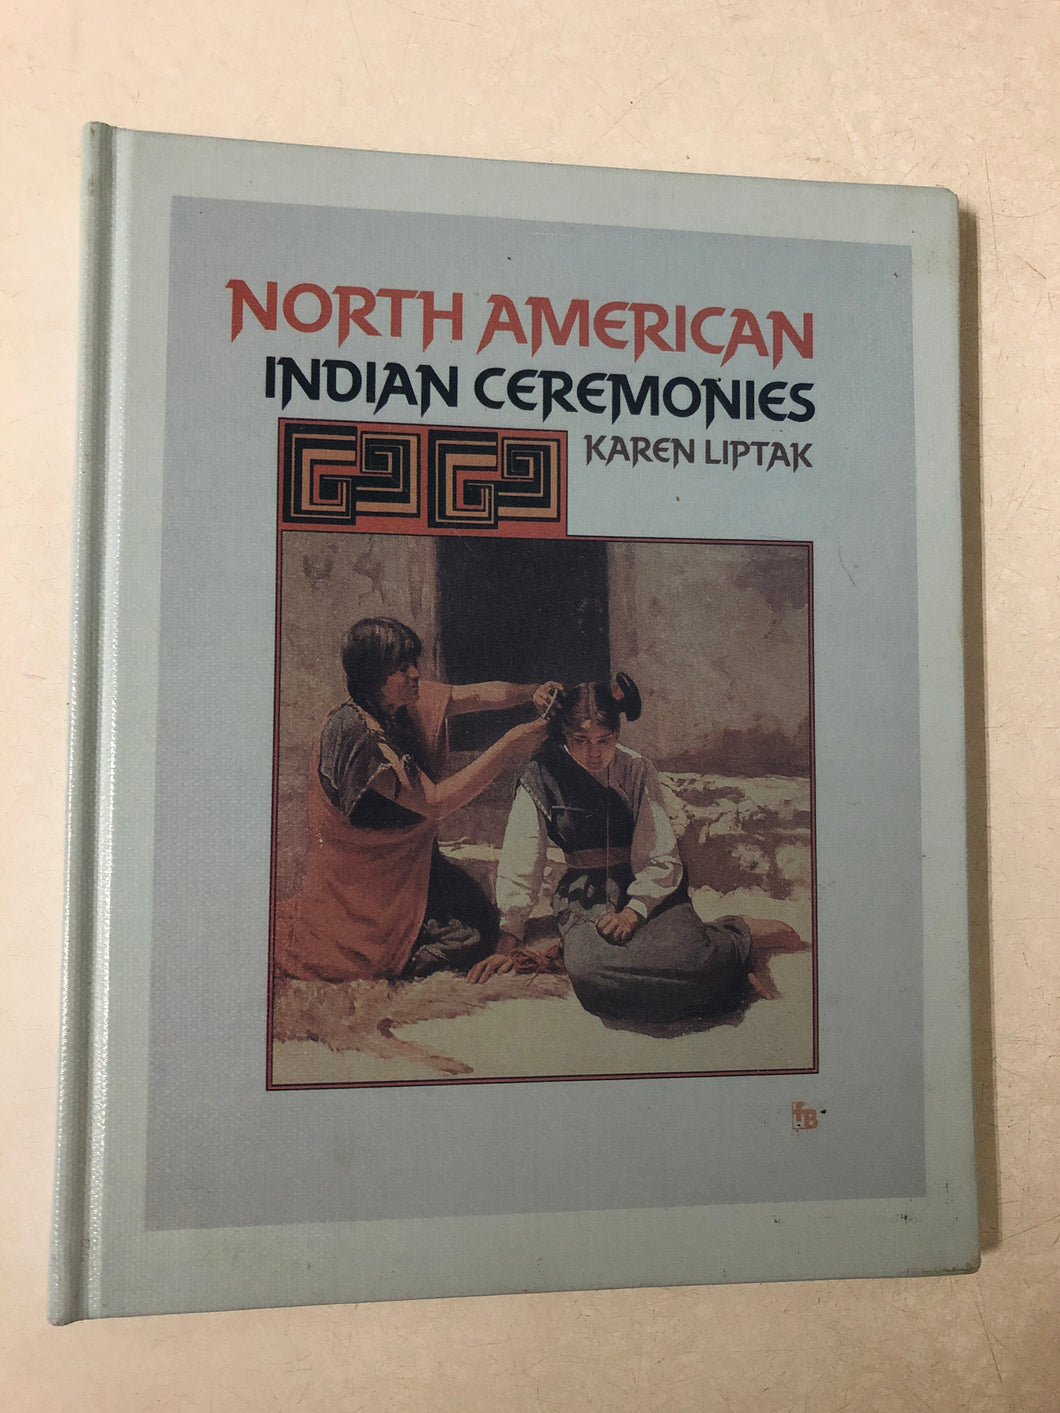 NORTH AMERICAN
INDIAN CEREMONIES
KAREN LIPTAK
fB